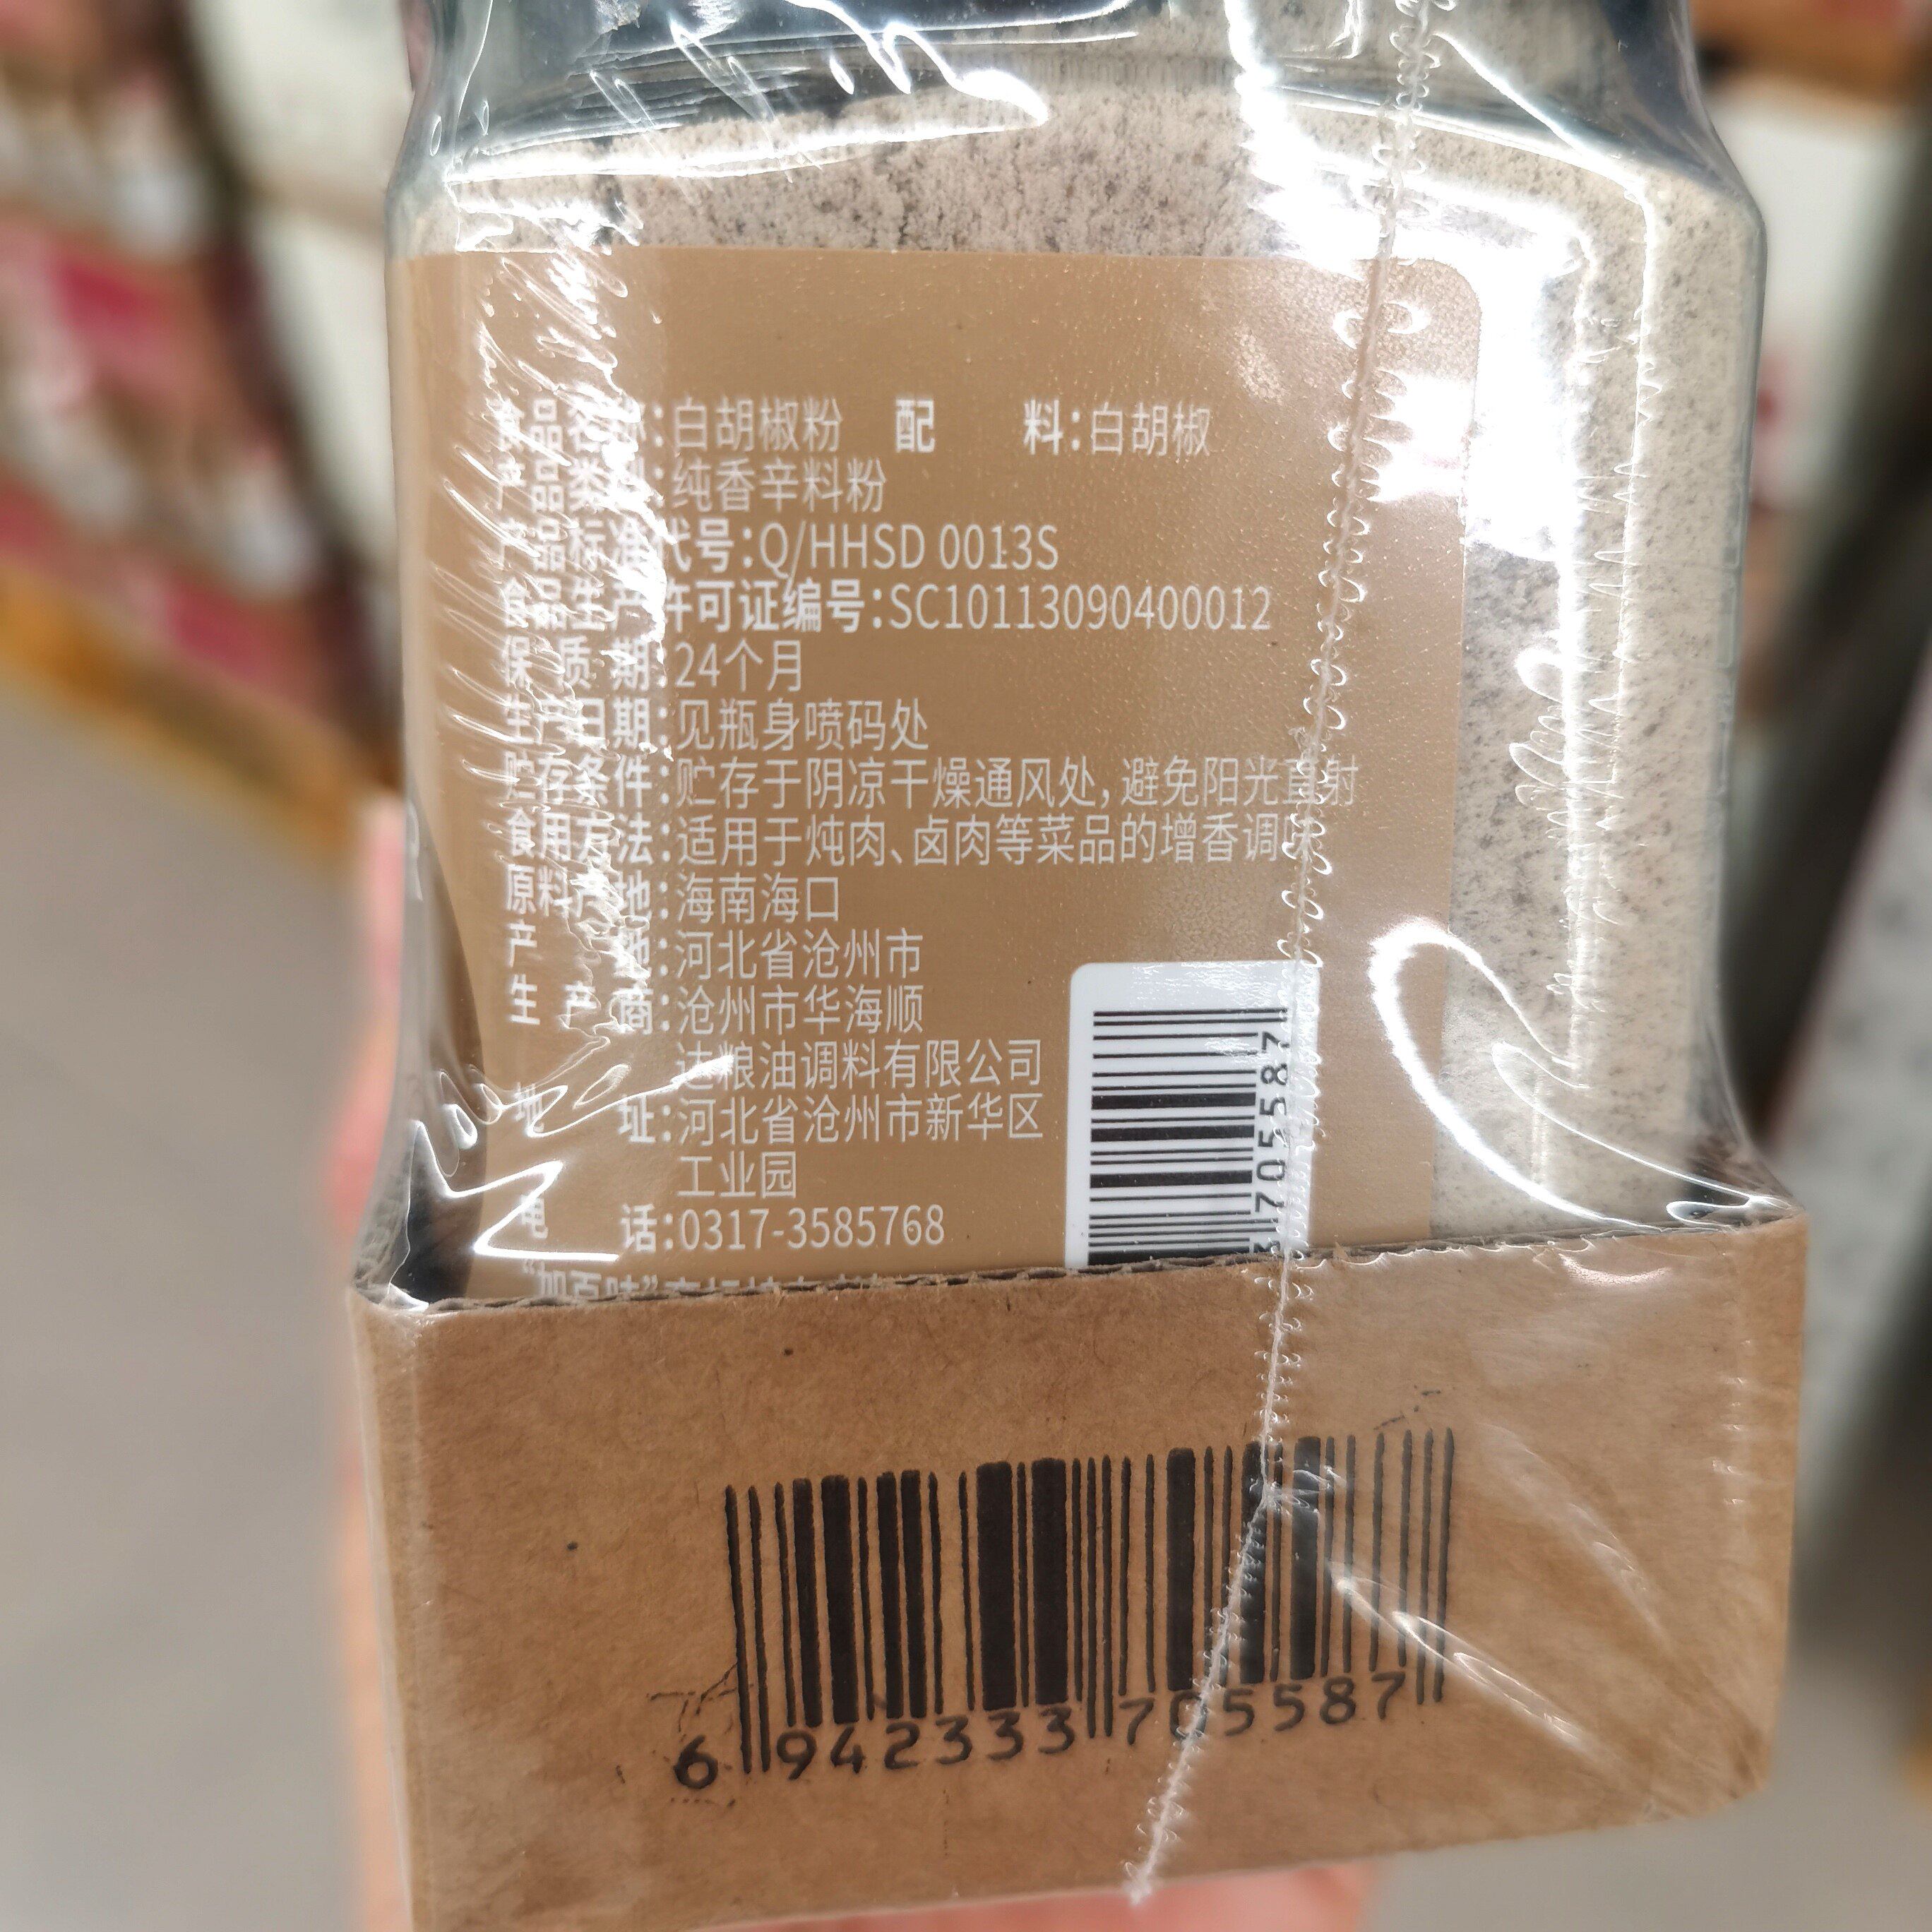 食品名称:白胡椒粉 配 料:白胡椒
产品类型:纯香辛料粉
产品标准代号:Q/HHSD 0013S
食品生产许可证编号:SC10113090400012
保 质 期:24个月
生产日期:见瓶身喷码处
贮存条件:贮存于阴凉干燥通风处,避免阳光直射
食用方法:适用于炖肉、卤肉等菜品的增香调味
原料产地:海南海口
产 地:河北省沧州市
生 产 商:沧州市华海顺
达粮油调料有限公司
地 址:河北省沧州市新华区
工业园
电 话:0317-3585768
"加百味"
705587
6 942333 705587